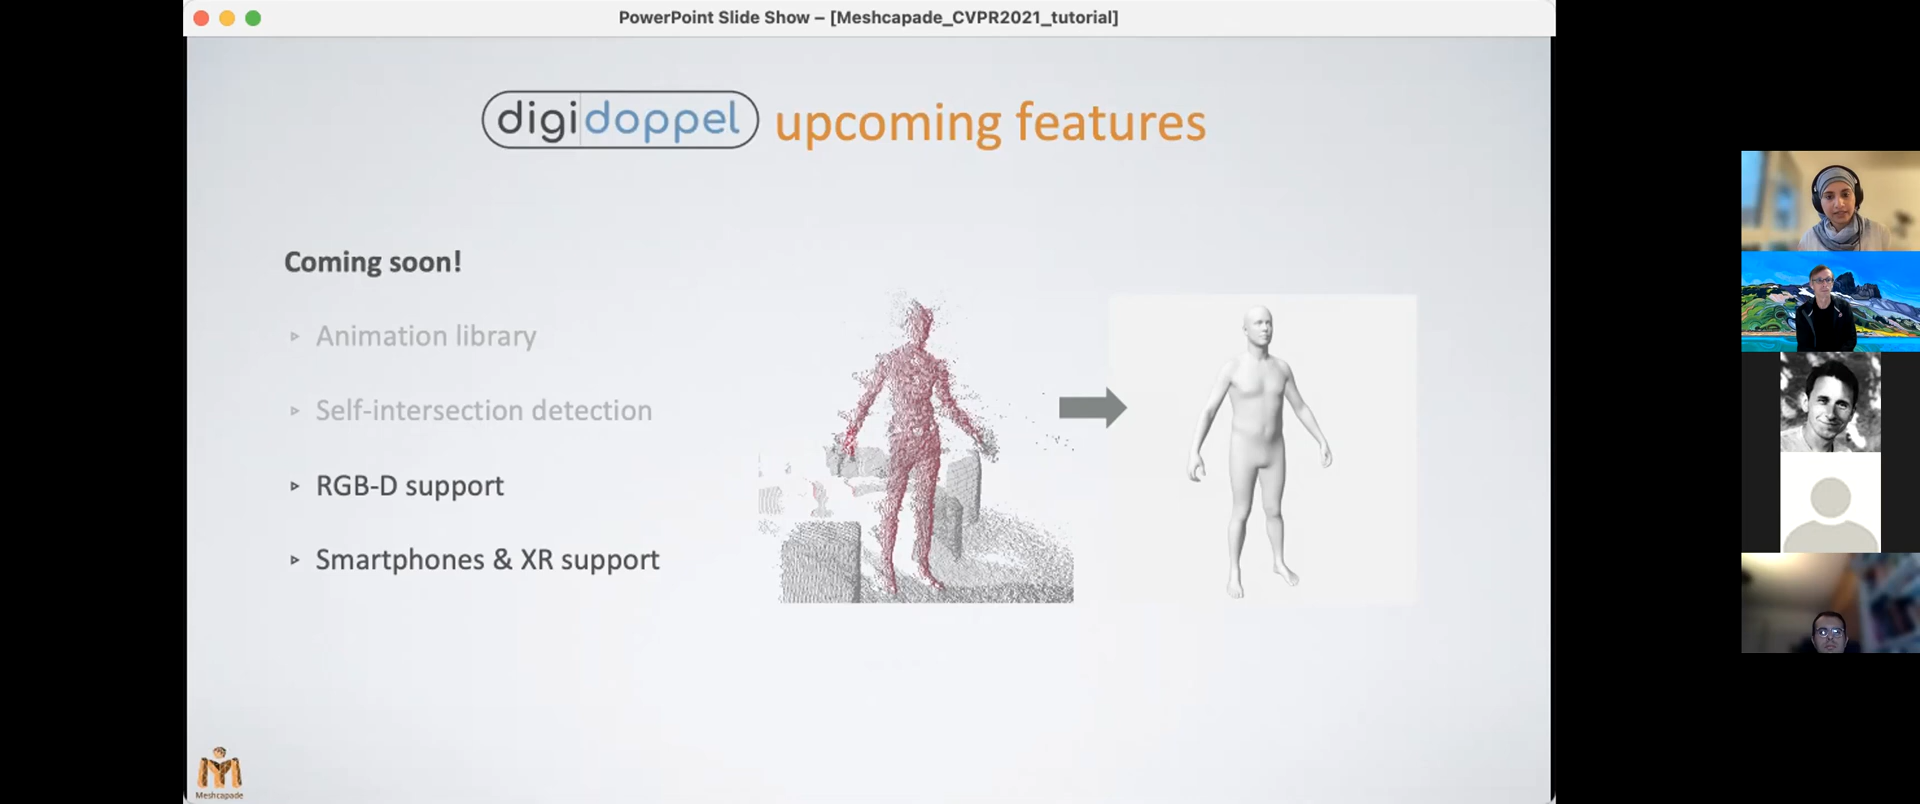 PowerPoint Slide Show – [Meshcapade_CVPR2021_tutorial]
digidoppel upcoming features
Coming soon!
Animation library
Self-intersection detection
RGB-D support
Smartphones & XR support
Meshcapade